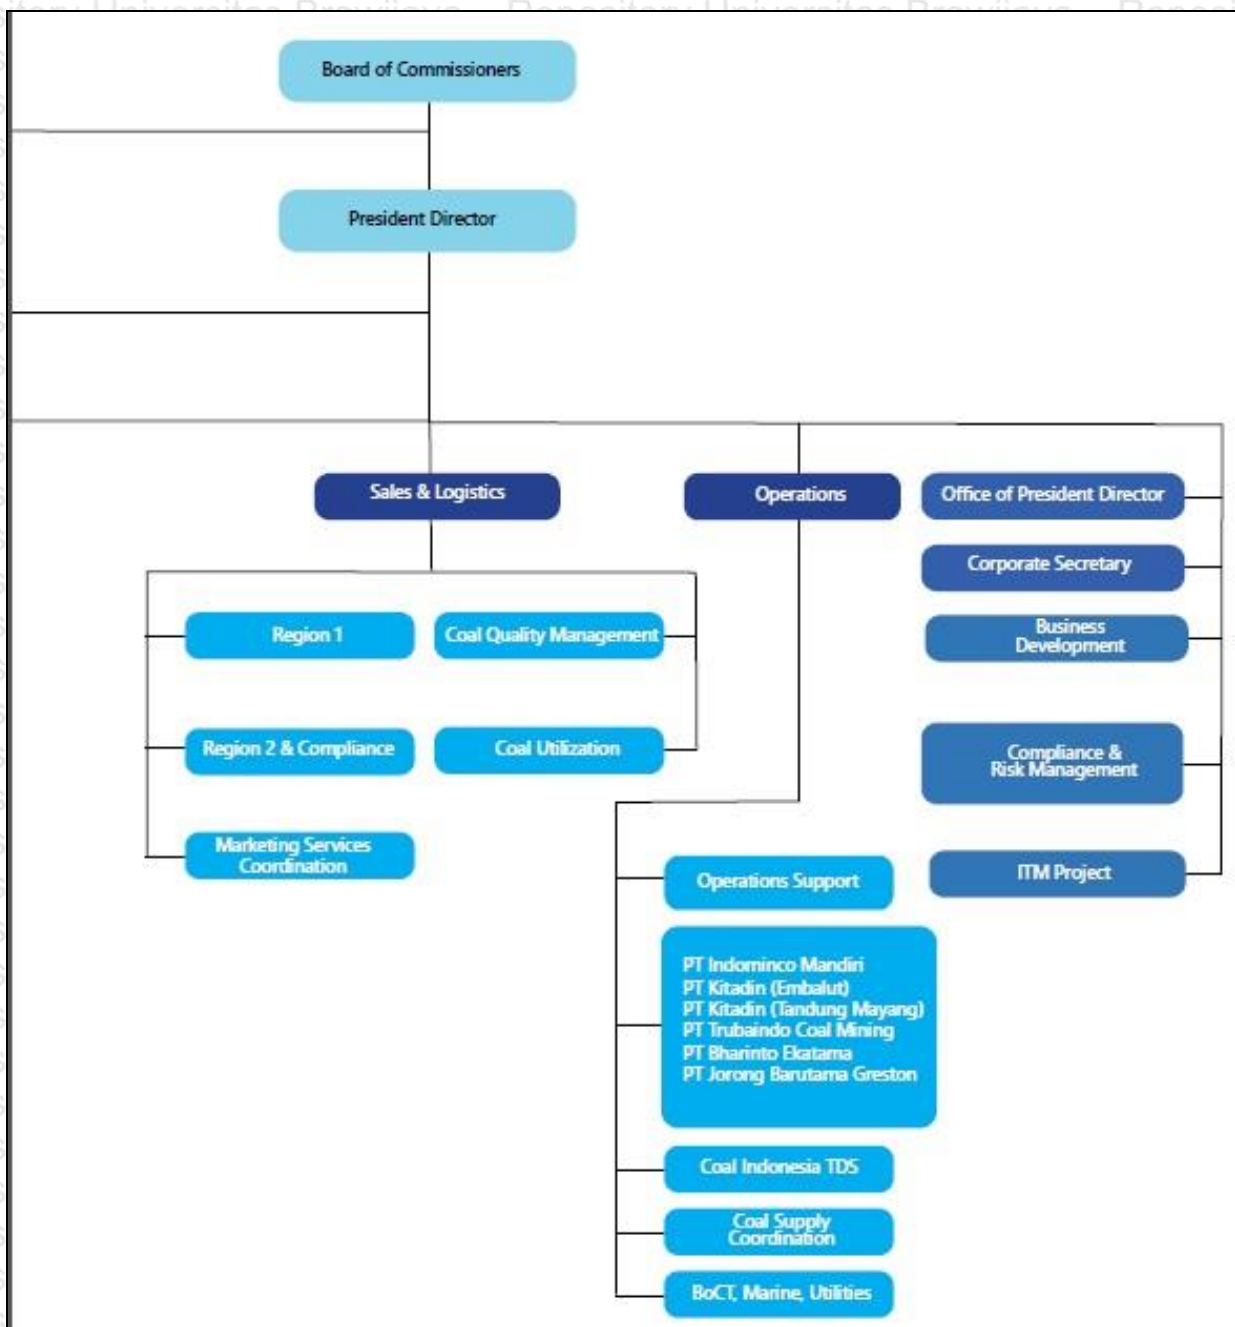 Repository Universitas Brawijaya
Board of Commissioners
President Director
Sales & Logistics
Operations
Office of President Director
Corporate Secretary
Business
Development
Compliance &
Risk Management
ITM Project
Region 1
Coal Quality Management
Region 2 & Compliance
Coal Utilization
Marketing Services
Coordination
Operations Support
PT Indominco Mandiri
PT Kitadin (Embalut)
PT Kitadin (Tandung Mayang)
PT Trubaindo Coal Mining
PT Bharinto Ekatama
PT Jorong Barutama Greston
Coal Indonesia TDS
Coal Supply
Coordination
BoCT, Marine, Utilities